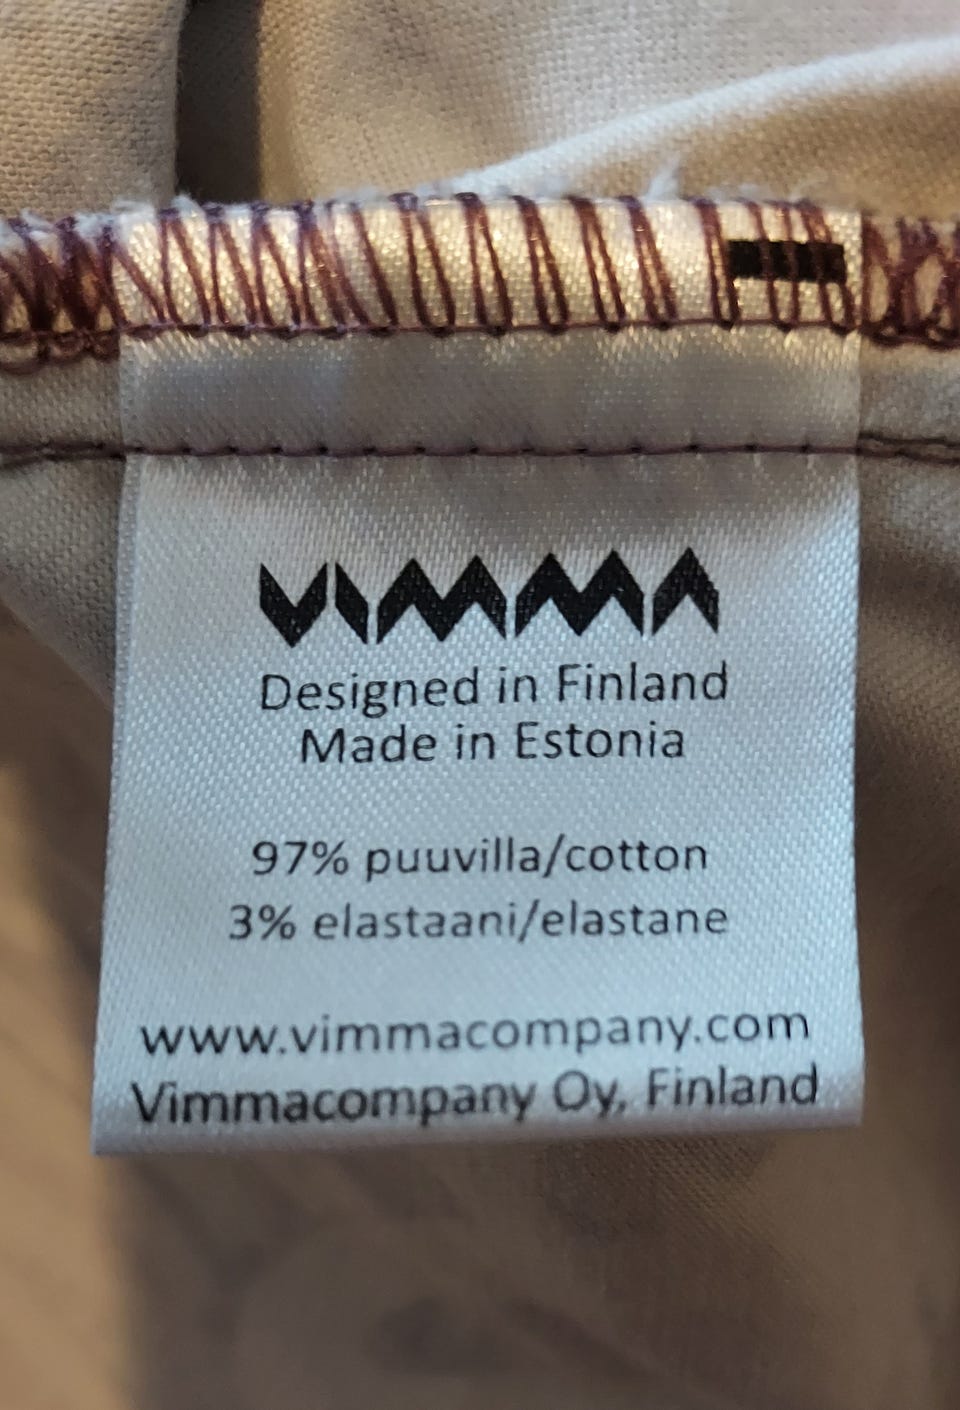 VIMMA
Designed in Finland
Made in Estonia
97% puuvilla/cotton
3% elastaani/elastane
www.vimmacompany.com
Vimmacompany Oy, Finland